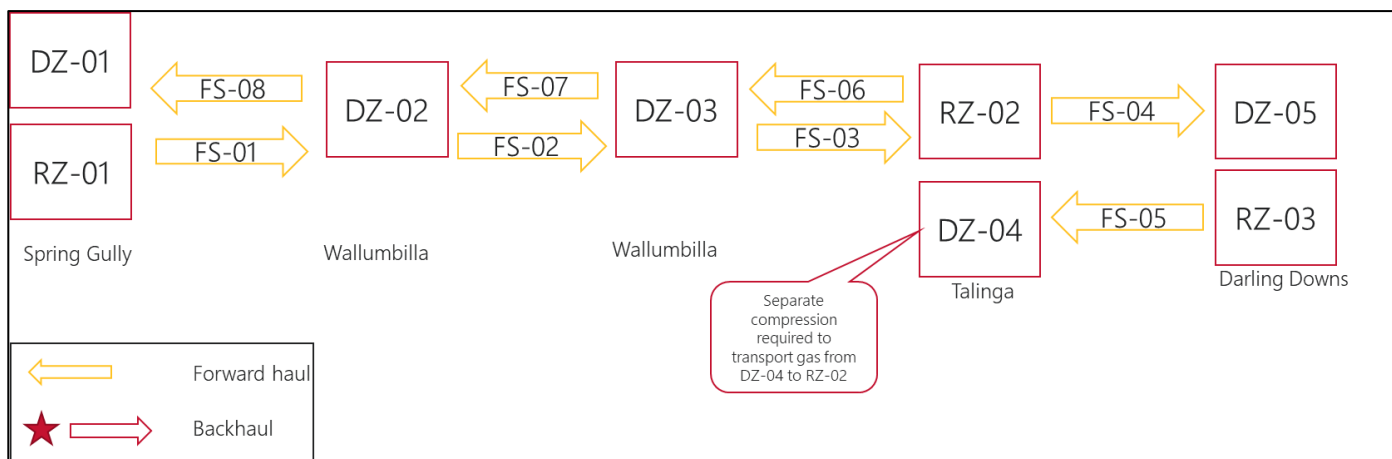 DZ-01
FS-08
FS-07
FS-06
DZ-02
DZ-03
RZ-02
FS-04
DZ-05
FS-01
FS-02
FS-03
RZ-01
DZ-04
FS-05
RZ-03
Spring Gully
Wallumbilla
Wallumbilla
Talinga
Darling Downs
Separate
compression
required to
transport gas from
DZ-04 to RZ-02
Forward haul
Backhaul